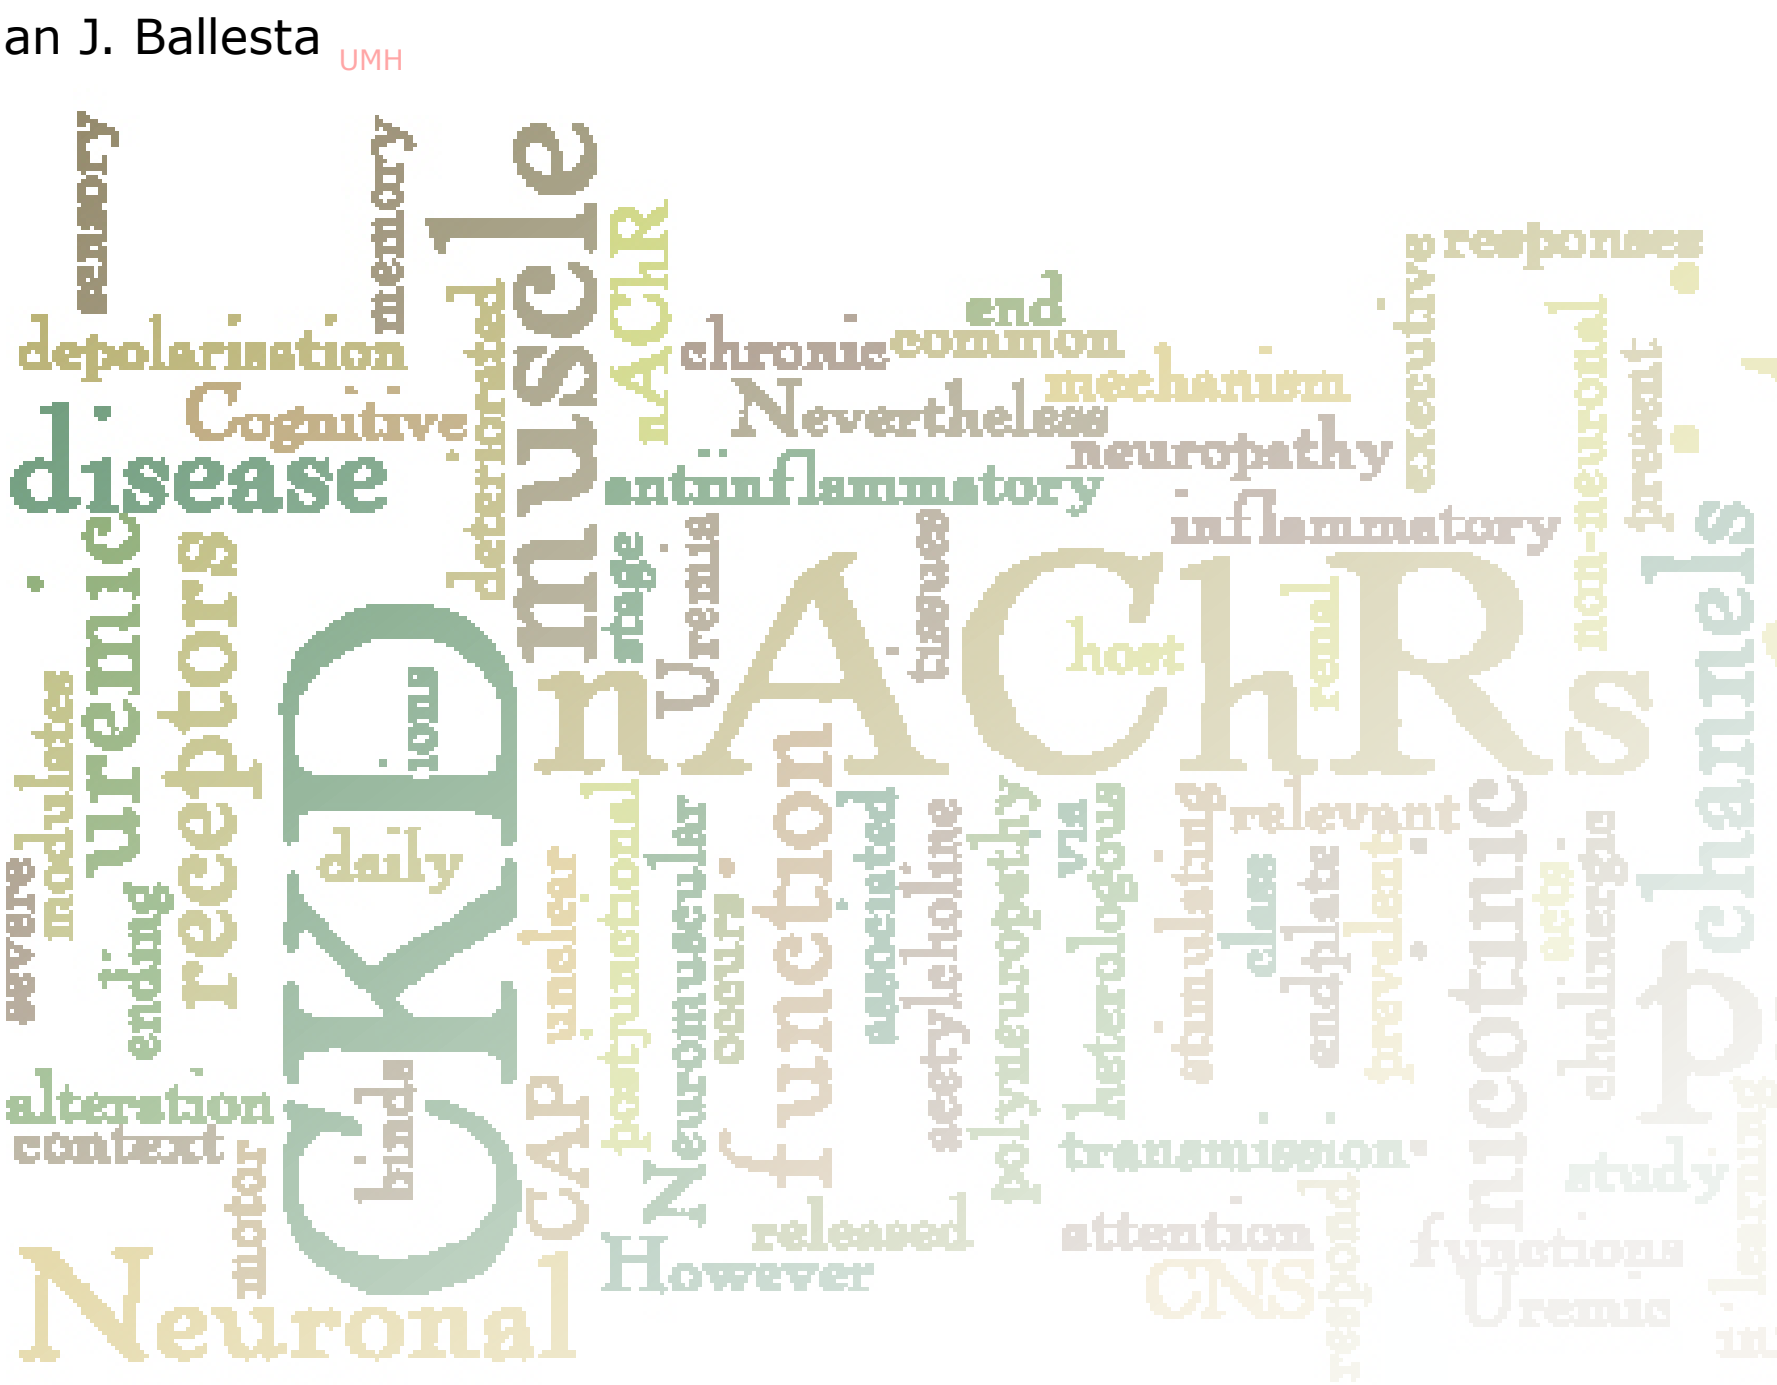 an J. Ballesta UMH
sensory
memory
muscle
nAChR
deteriorated
depolarisation
Cognitive
disease
chronic
common
end
mechanism
Nevertheless
neuropathy
antiinflammatory
inflammatory
executive
responses
non-neuronal
present
channels
uremic
receptors
modulates
severe
ending
stage
Uremia
tissues
nAChRs
host
renal
CKD
ions
daily
binds
alteration
context
motor
Neuronal
CAP
unclear
postjunctional
Neuromuscular
occurs
function
associated
acetylcholine
polyneuropathy
via
heterologous
stimulating
relevant
class
endplate
prevalent
nicotinic
acts
cholinergic
p
transmission
released
However
attention
CNS
respond
functions
Uremic
study
learning
in